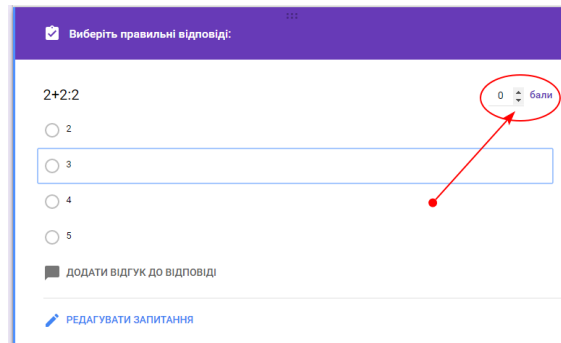 Виберіть правильні відповіді:
2+2:2
0 бали
2
3
4
5
ДОДАТИ ВІДГУК ДО ВІДПОВІДІ
РЕДАГУВАТИ ЗАПИТАННЯ